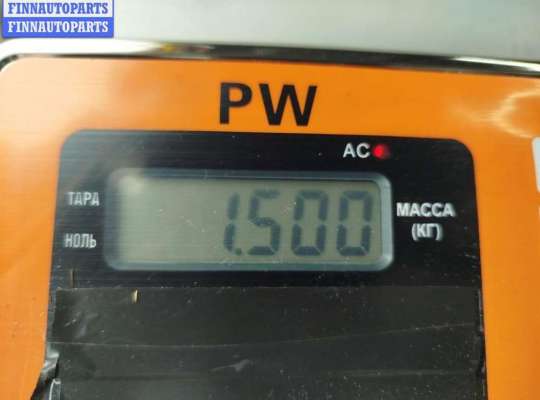 FINNAUTOPARTS
FINNAUTOPARTS
PW
AC
ТАРА
1.500
МАССА
(КГ)
НОЛЬ